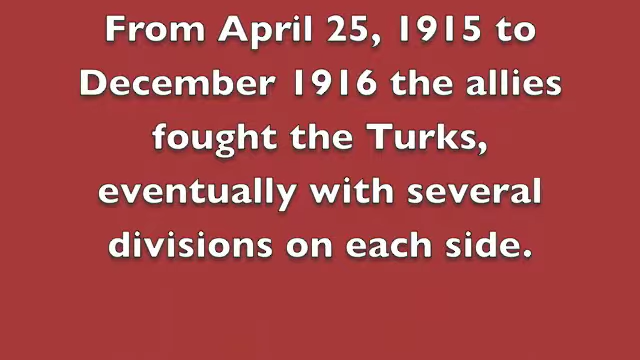 From April 25, 1915 to
December 1916 the allies
fought the Turks,
eventually with several
divisions on each side.